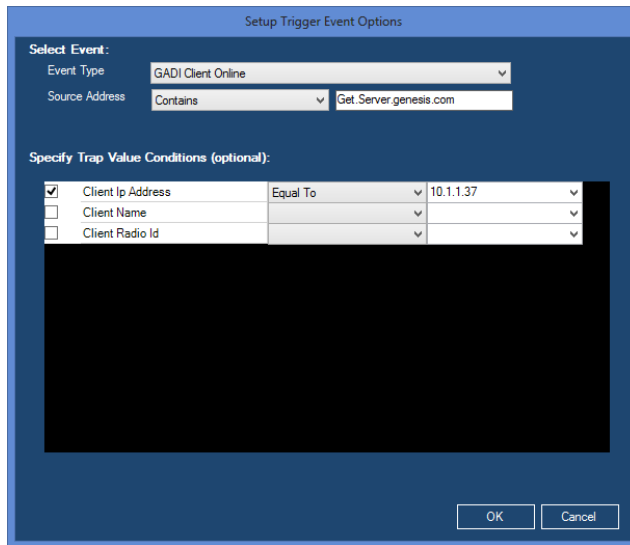 Setup Trigger Event Options
Select Event:
Event Type GADI Client Online
Source Address Contains Get.Server.genesis.com
Specify Trap Value Conditions (optional):
Client Ip Address Equal To 10.1.1.37
Client Name
Client Radio Id
OK Cancel